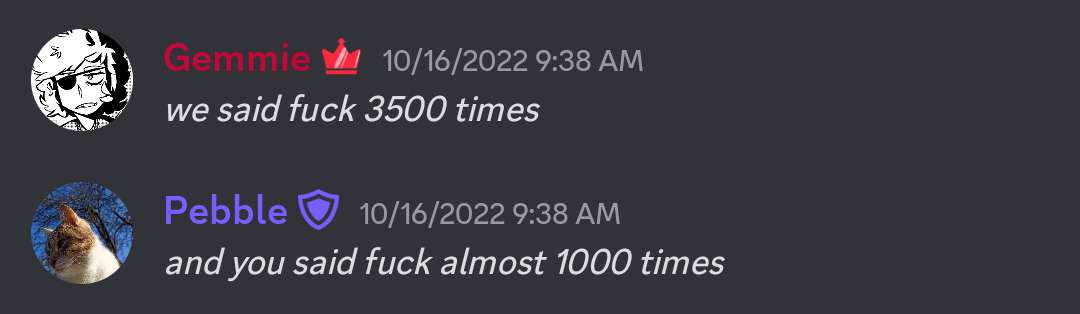 Gemmie 10/16/2022 9:38 AM
we said fuck 3500 times
Pebble 10/16/2022 9:38 AM
and you said fuck almost 1000 times